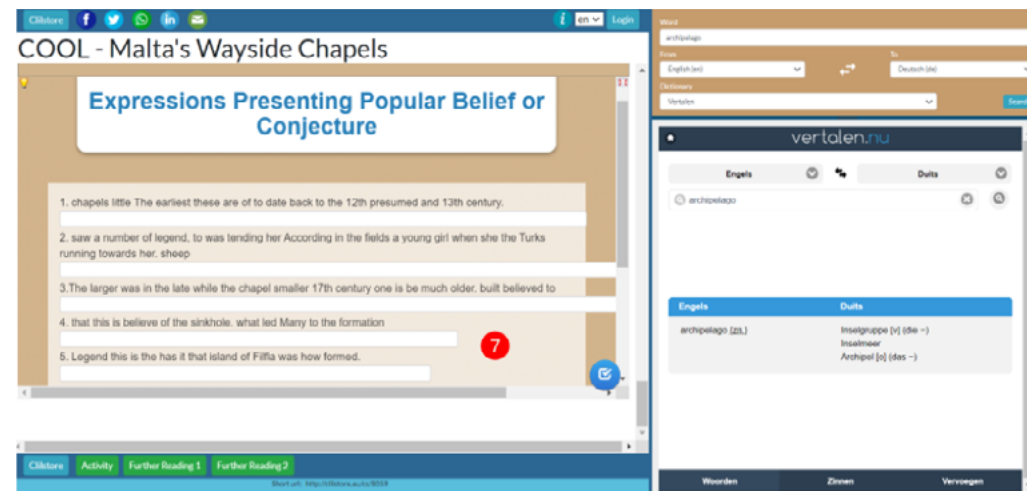 Clilstore
i en Login
COOL - Malta's Wayside Chapels
Expressions Presenting Popular Belief or
Conjecture
1. chapels little The earliest these are of to date back to the 12th presumed and 13th century.
2. saw a number of legend, to was tending her According in the fields a young girl when she the Turks
running towards her. sheep
3.The larger was in the late while the chapel smaller 17th century one is be much older. built believed to
4. that this is believe of the sinkhole. what led Many to the formation
7
5. Legend this is the has it that island of Filfla was how formed.
Clilstore Activity Further Reading 1 Further Reading 2
Word
archipelago
From To
English (en) Deutsch (de)
Dictionary
Vertalen Search
vertalen.nu
Engels Duits
archipelago
Engels Duits
archipelago (zn.) Inselgruppe [v] (die ~)
Inselmeer
Archipel [o] (das ~)
Woorden Zinnen Vervoegen